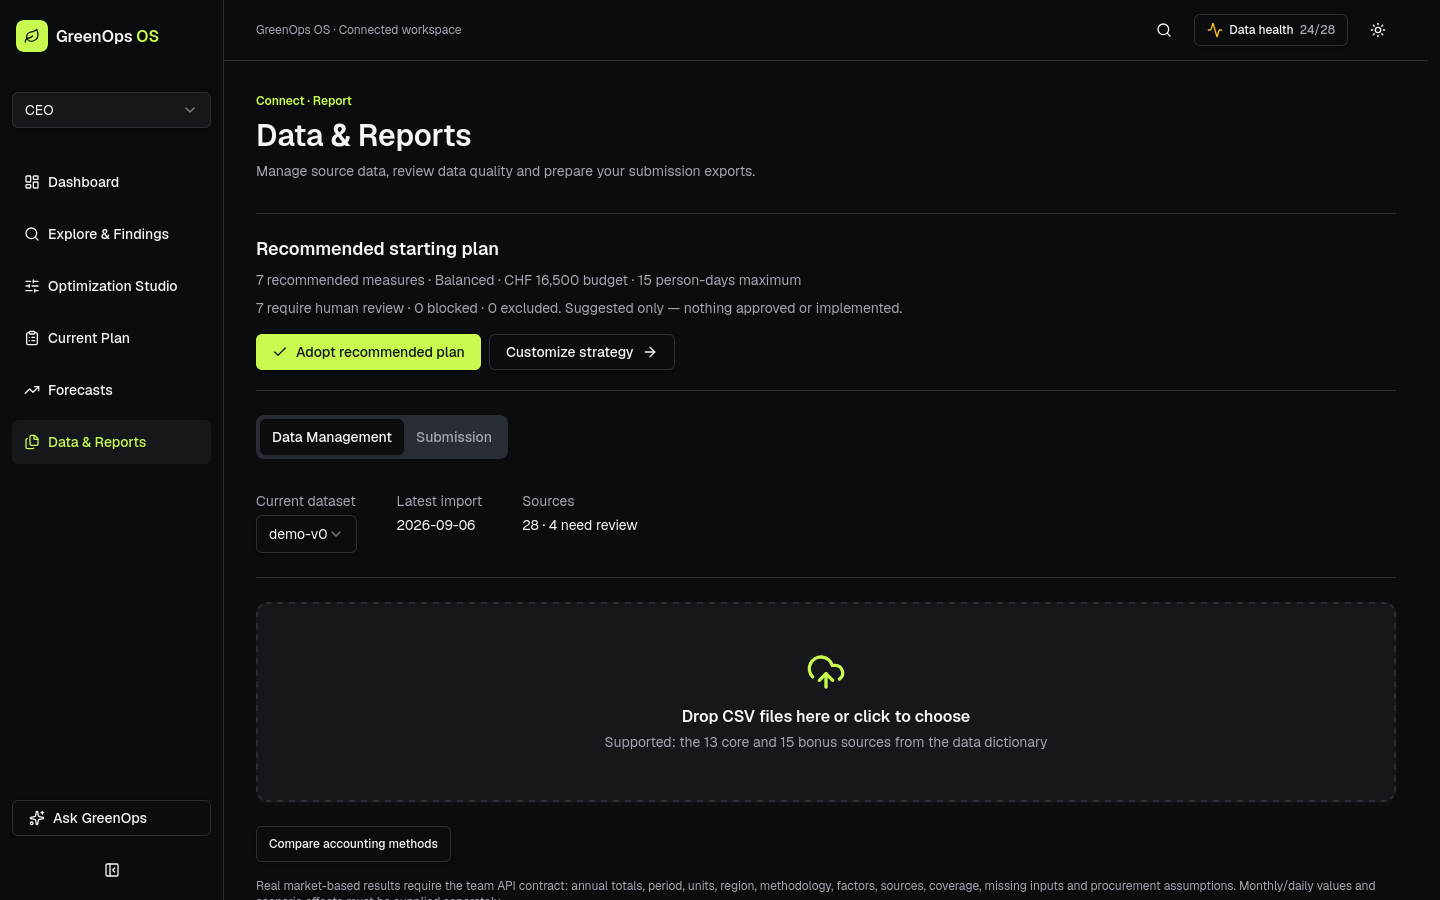 GreenOps OS
CEO
Dashboard
Explore & Findings
Optimization Studio
Current Plan
Forecasts
Data & Reports
Ask GreenOps
GreenOps OS · Connected workspace
Data health 24/28
Connect · Report
Data & Reports
Manage source data, review data quality and prepare your submission exports.
Recommended starting plan
7 recommended measures · Balanced · CHF 16,500 budget · 15 person-days maximum
7 require human review · 0 blocked · 0 excluded. Suggested only — nothing approved or implemented.
Adopt recommended plan
Customize strategy
Data Management
Submission
Current dataset
demo-v0
Latest import
2026-09-06
Sources
28 · 4 need review
Drop CSV files here or click to choose
Supported: the 13 core and 15 bonus sources from the data dictionary
Compare accounting methods
Real market-based results require the team API contract: annual totals, period, units, region, methodology, factors, sources, coverage, missing inputs and procurement assumptions. Monthly/daily values and